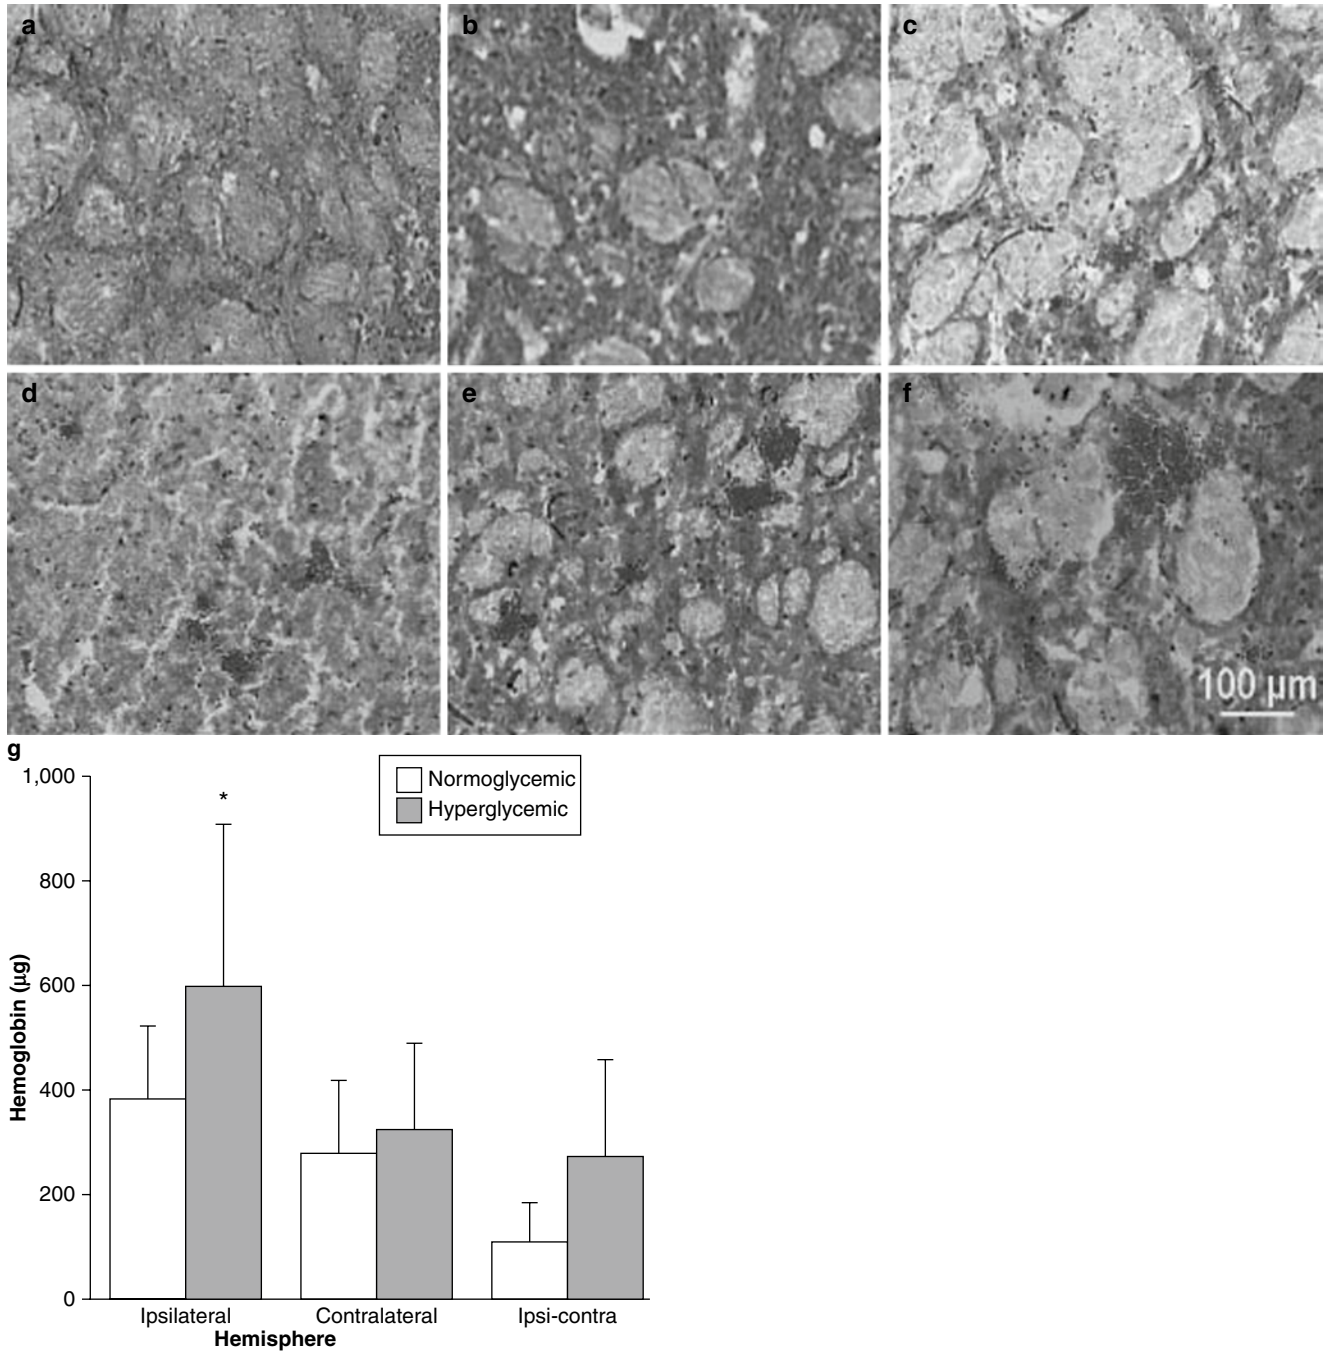 a
b
c
d
e
f
100 µm
g
Normoglycemic
Hyperglycemic
1,000
800
600
400
200
0
*
Hemoglobin (µg)
Ipsilateral
Contralateral
Ipsi-contra
Hemisphere